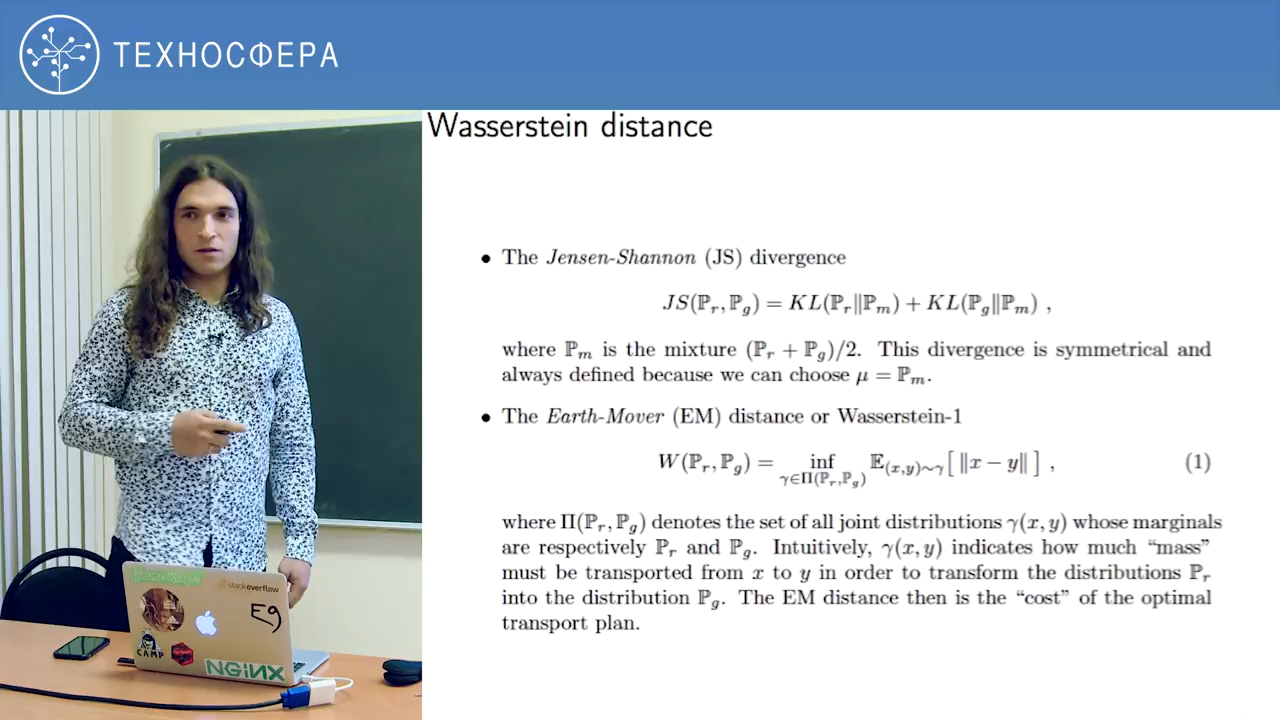 ТЕХНОСФЕРА
Wasserstein distance
• The Jensen-Shannon (JS) divergence
JS(ℙ_r, ℙ_g) = KL(ℙ_r‖ℙ_m) + KL(ℙ_g‖ℙ_m) ,
where ℙ_m is the mixture (ℙ_r + ℙ_g)/2. This divergence is symmetrical and
always defined because we can choose μ = ℙ_m.
• The Earth-Mover (EM) distance or Wasserstein-1
W(ℙ_r, ℙ_g) = inf_{γ∈Π(ℙ_r,ℙ_g)} 𝔼_{(x,y)∼γ}[ ‖x − y‖ ] , (1)
where Π(ℙ_r, ℙ_g) denotes the set of all joint distributions γ(x, y) whose marginals
are respectively ℙ_r and ℙ_g. Intuitively, γ(x, y) indicates how much “mass”
must be transported from x to y in order to transform the distributions ℙ_r
into the distribution ℙ_g. The EM distance then is the “cost” of the optimal
transport plan.
stackoverflow
CAMP
NGINX